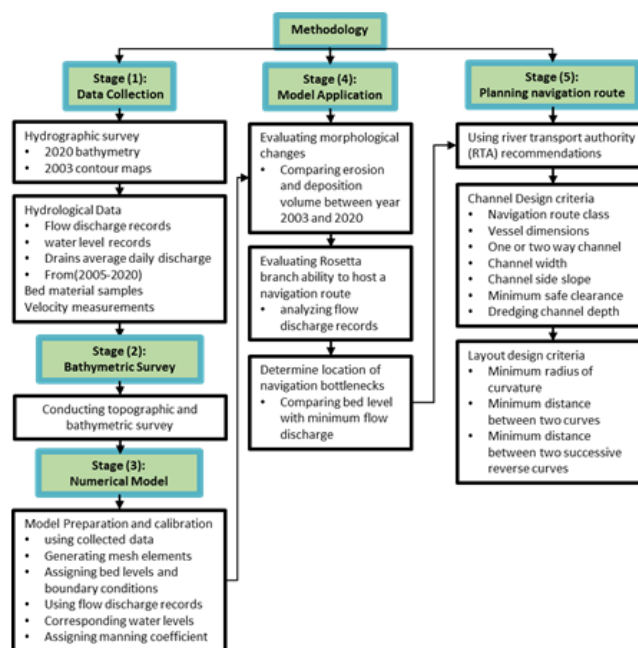 Methodology
Stage (1):
Data Collection
Hydrographic survey
• 2020 bathymetry
• 2003 contour maps
Hydrological Data
• Flow discharge records
• water level records
• Drains average daily discharge
• From(2005-2020)
Bed material samples
Velocity measurements
Stage (2):
Bathymetric Survey
Conducting topographic and
bathymetric survey
Stage (3):
Numerical Model
Model Preparation and calibration
• using collected data
• Generating mesh elements
• Assigning bed levels and
boundary conditions
• Using flow discharge records
• Corresponding water levels
• Assigning manning coefficient
Stage (4):
Model Application
Evaluating morphological
changes
• Comparing erosion
and deposition
volume between year
2003 and 2020
Evaluating Rosetta
branch ability to host a
navigation route
• analyzing flow
discharge records
Determine location of
navigation bottlenecks
• Comparing bed level
with minimum flow
discharge
Stage (5):
Planning navigation route
Using river transport authority
(RTA) recommendations
Channel Design criteria
• Navigation route class
• Vessel dimensions
• One or two way channel
• Channel width
• Channel side slope
• Minimum safe clearance
• Dredging channel depth
Layout design criteria
• Minimum radius of
curvature
• Minimum distance
between two curves
• Minimum distance
between two successive
reverse curves